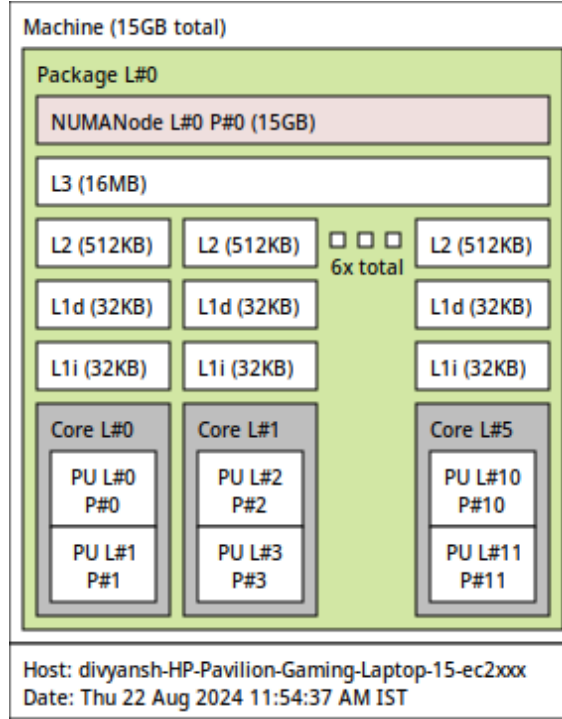 Machine (15GB total)
Package L#0
NUMANode L#0 P#0 (15GB)
L3 (16MB)
L2 (512KB) L2 (512KB) L2 (512KB)
6x total
L1d (32KB) L1d (32KB) L1d (32KB)
L1i (32KB) L1i (32KB) L1i (32KB)
Core L#0 Core L#1 Core L#5
PU L#0 PU L#2 PU L#10
P#0 P#2 P#10
PU L#1 PU L#3 PU L#11
P#1 P#3 P#11
Host: divyansh-HP-Pavilion-Gaming-Laptop-15-ec2xxx
Date: Thu 22 Aug 2024 11:54:37 AM IST